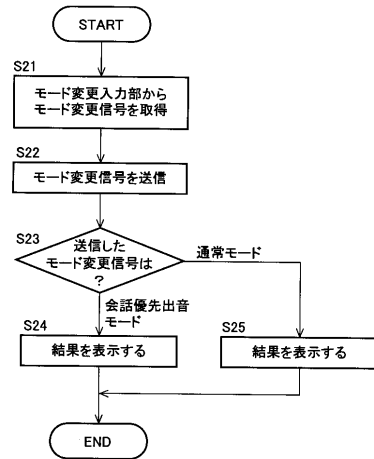 START
S21
モード変更入力部から
モード変更信号を取得
S22
モード変更信号を送信
S23
送信した
モード変更信号は
?
通常モード
会話優先出音
モード
S24
結果を表示する
S25
結果を表示する
END